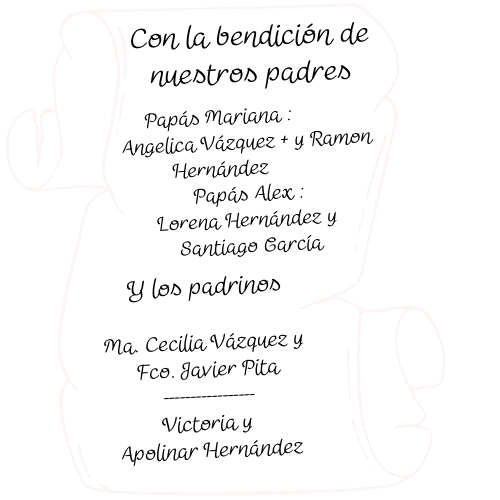 Con la bendición de
nuestros padres
Papás Mariana :
Angelica Vázquez + y Ramon
Hernández
Papás Alex :
Lorena Hernández y
Santiago García
Y los padrinos
Ma. Cecilia Vázquez y
Fco. Javier Pita
-----------------
Victoria y
Apolinar Hernández